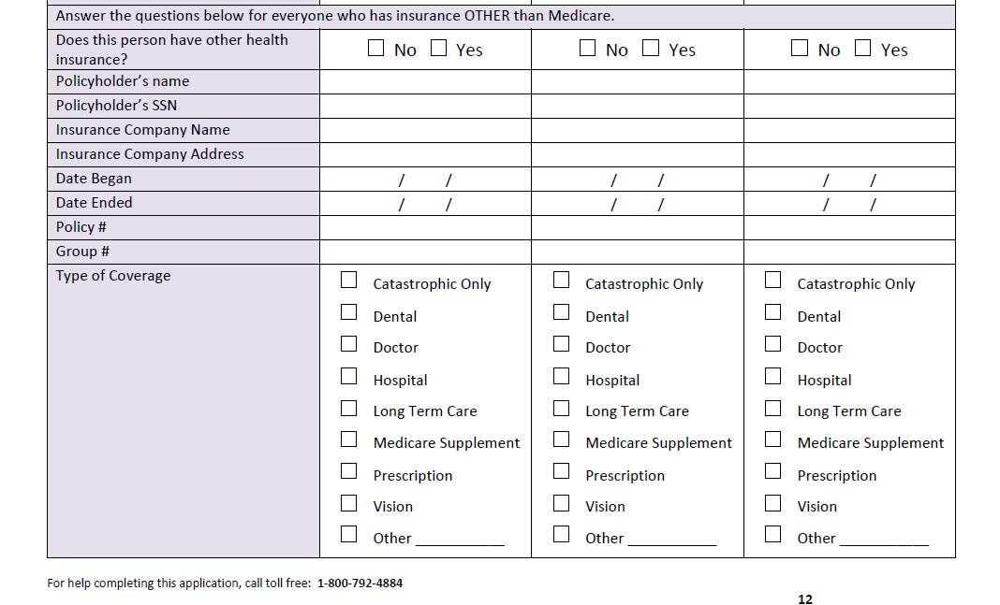 Answer the questions below for everyone who has insurance OTHER than Medicare.
Does this person have other health insurance?
No Yes No Yes No Yes
Policyholder’s name
Policyholder’s SSN
Insurance Company Name
Insurance Company Address
Date Began / / / / / /
Date Ended / / / / / /
Policy #
Group #
Type of Coverage
Catastrophic Only Catastrophic Only Catastrophic Only
Dental Dental Dental
Doctor Doctor Doctor
Hospital Hospital Hospital
Long Term Care Long Term Care Long Term Care
Medicare Supplement Medicare Supplement Medicare Supplement
Prescription Prescription Prescription
Vision Vision Vision
Other ____________ Other ____________ Other ____________
For help completing this application, call toll free: 1-800-792-4884
12